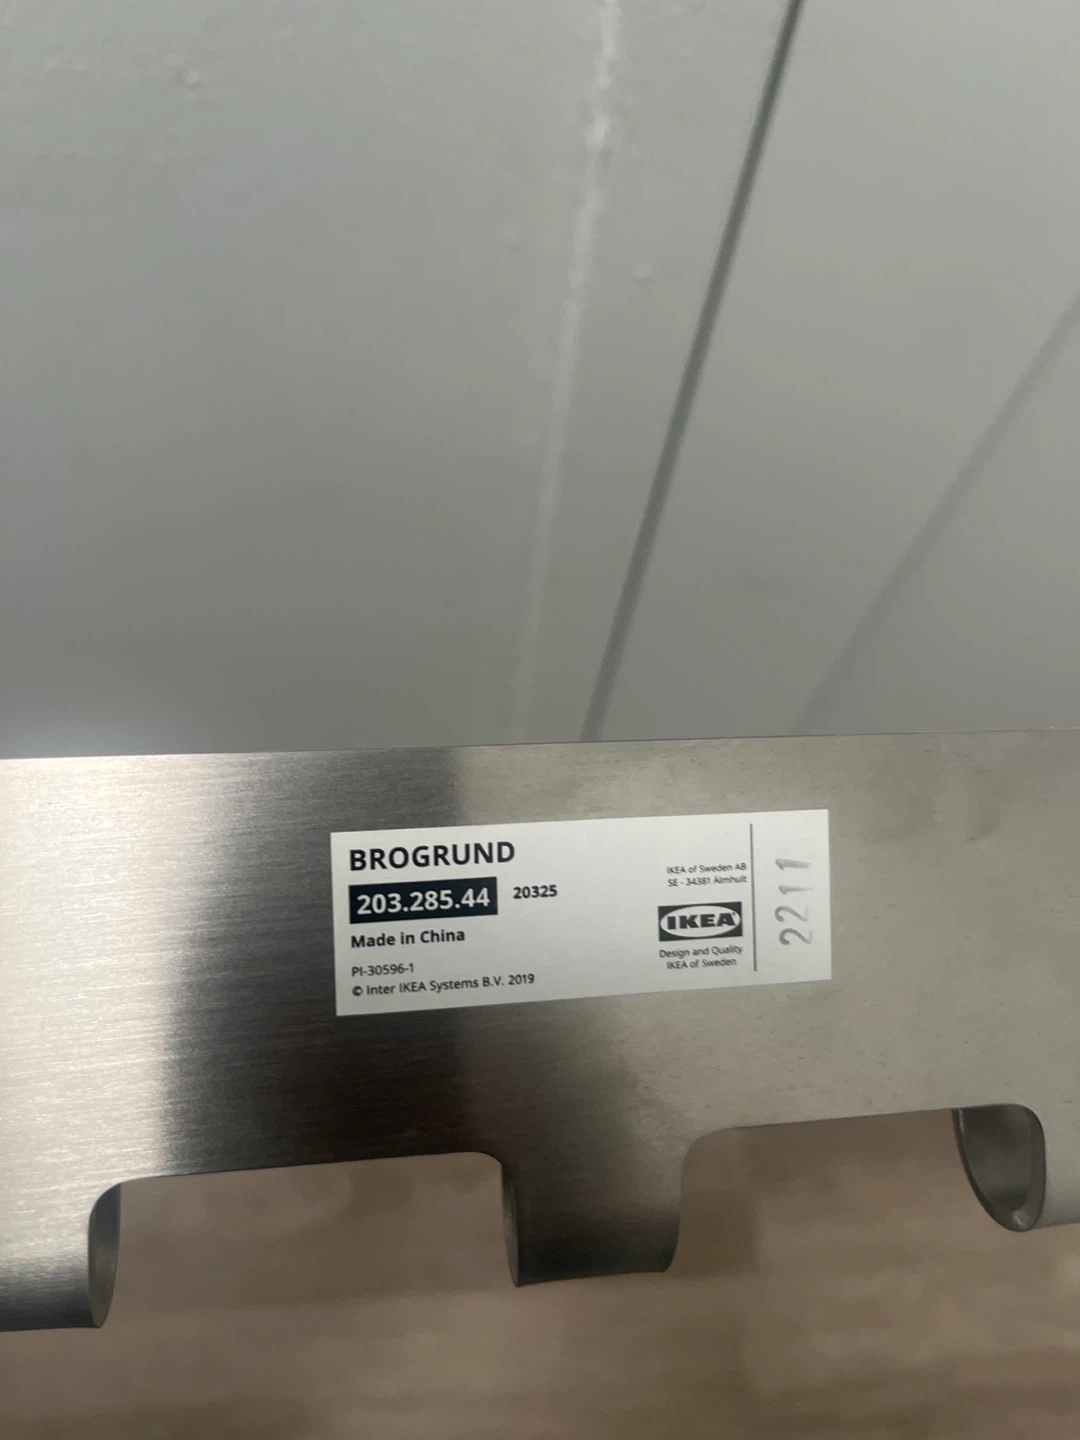 BROGRUND
203.285.44 20325
Made in China
PI-30596-1
© Inter IKEA Systems B.V. 2019
IKEA of Sweden AB
SE - 34381 Älmhult
IKEA
Design and Quality
IKEA of Sweden
2211